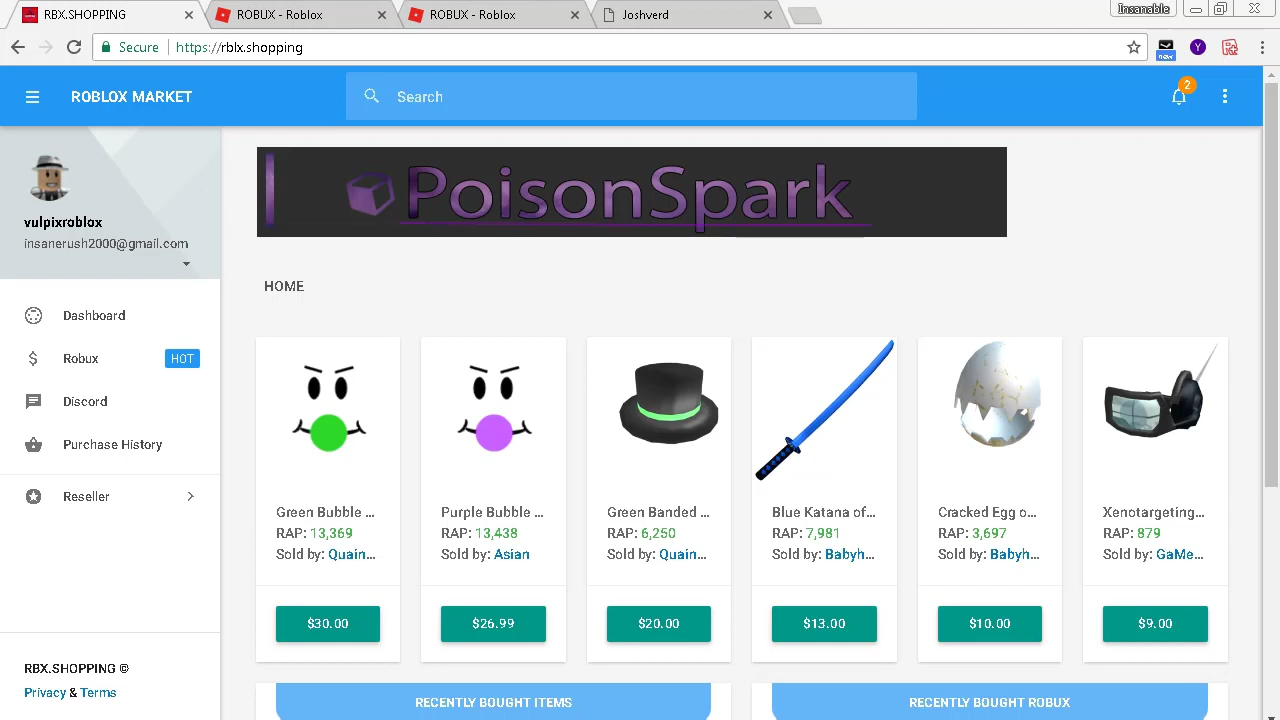 RBX.SHOPPING
ROBUX - Roblox
ROBUX - Roblox
Joshverd
Insanable
Secure
https://rblx.shopping
new
Y
ROBLOX MARKET
Search
2
PoisonSpark
vulpixroblox
insanerush2000@gmail.com
HOME
Dashboard
Robux
HOT
Discord
Purchase History
Reseller
Green Bubble ...
RAP: 13,369
Sold by: Quain...
$30.00
Purple Bubble ...
RAP: 13,438
Sold by: Asian
$26.99
Green Banded ...
RAP: 6,250
Sold by: Quain...
$20.00
Blue Katana of...
RAP: 7,981
Sold by: Babyh...
$13.00
Cracked Egg o...
RAP: 3,697
Sold by: Babyh...
$10.00
Xenotargeting...
RAP: 879
Sold by: GaMe...
$9.00
RBX.SHOPPING ©
Privacy & Terms
RECENTLY BOUGHT ITEMS
RECENTLY BOUGHT ROBUX